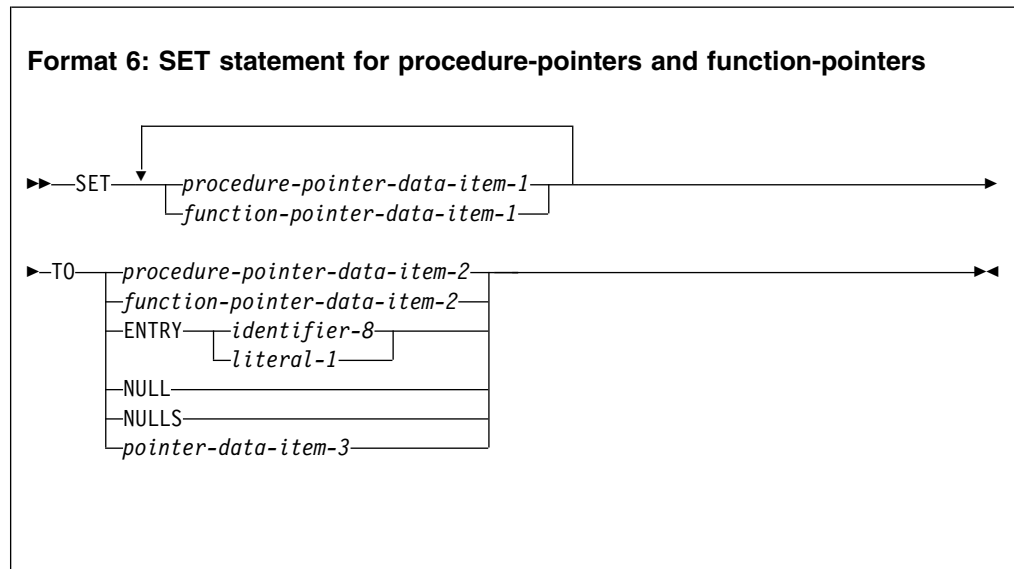 Format 6: SET statement for procedure-pointers and function-pointers
SET procedure-pointer-data-item-1
function-pointer-data-item-1
TO procedure-pointer-data-item-2
function-pointer-data-item-2
ENTRY identifier-8
literal-1
NULL
NULLS
pointer-data-item-3